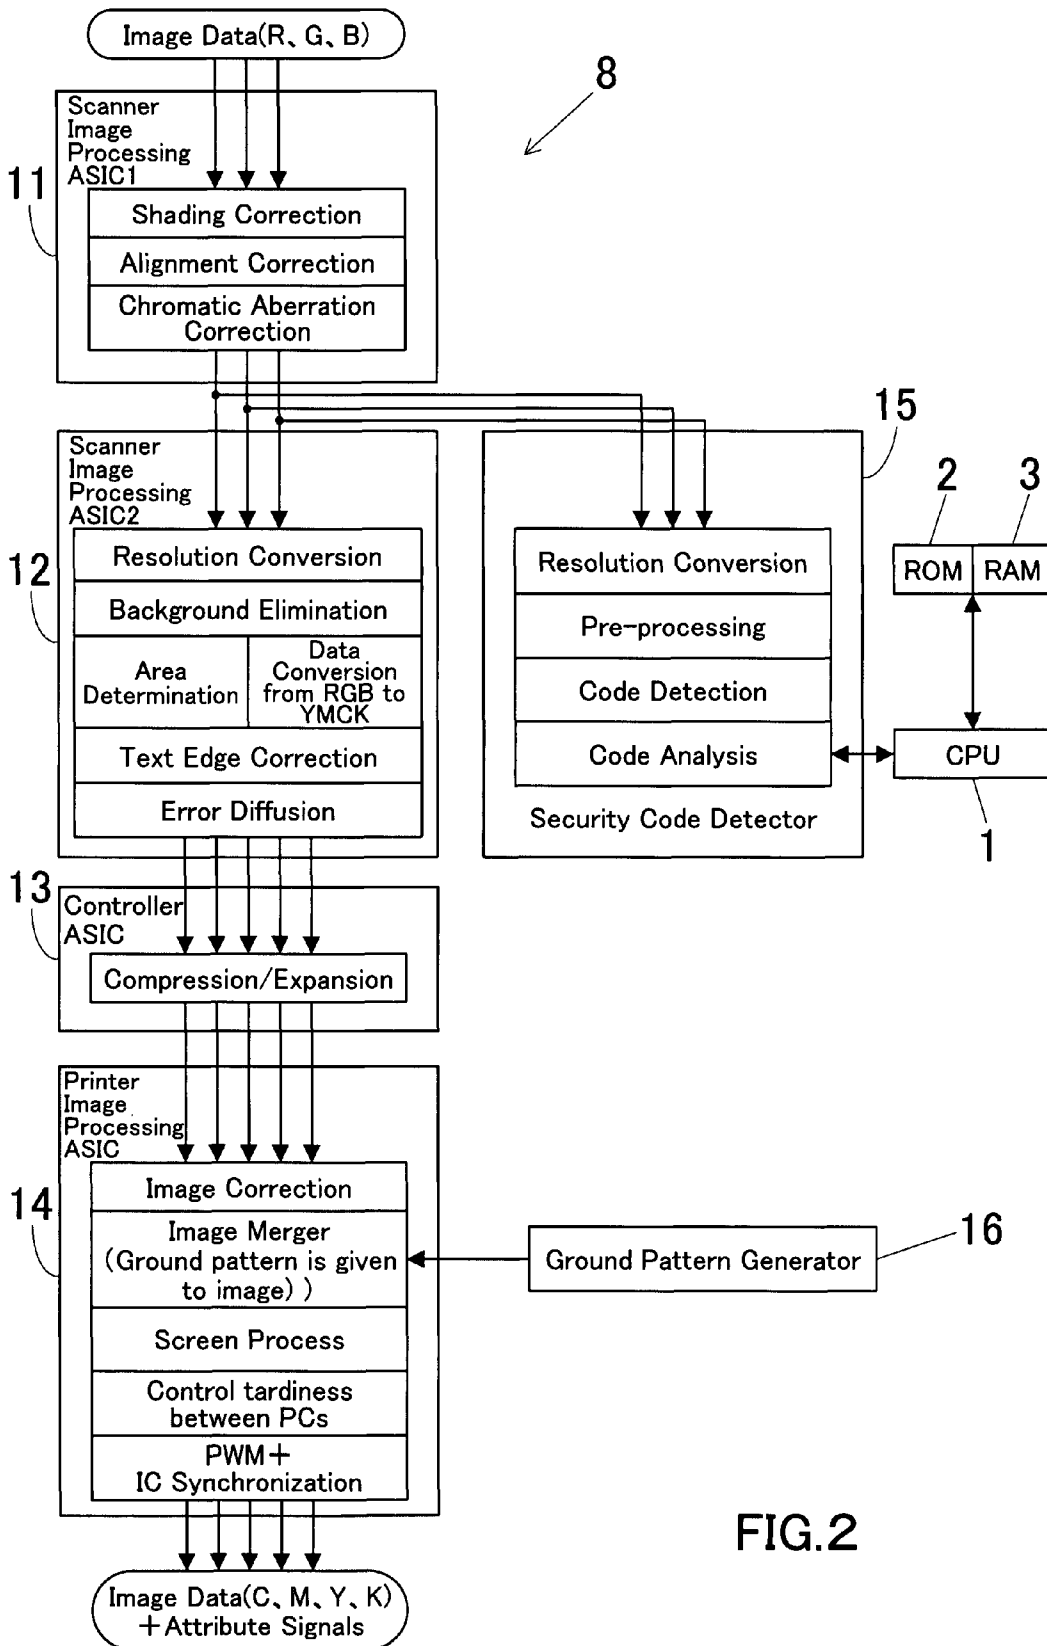 Image Data(R、G、B)
8
Scanner
Image
Processing
ASIC1
11
Shading Correction
Alignment Correction
Chromatic Aberration
Correction
15
Scanner
Image
Processing
ASIC2
12
Resolution Conversion
Background Elimination
Area
Determination
Data
Conversion
from RGB to
YMCK
Text Edge Correction
Error Diffusion
Resolution Conversion
Pre-processing
Code Detection
Code Analysis
Security Code Detector
2
3
ROM
RAM
CPU
1
13
Controller
ASIC
Compression/Expansion
Printer
Image
Processing
ASIC
14
Image Correction
Image Merger
(Ground pattern is given
to image))
Screen Process
Control tardiness
between PCs
PWM+
IC Synchronization
Ground Pattern Generator
16
Image Data(C、M、Y、K)
+Attribute Signals
FIG.2